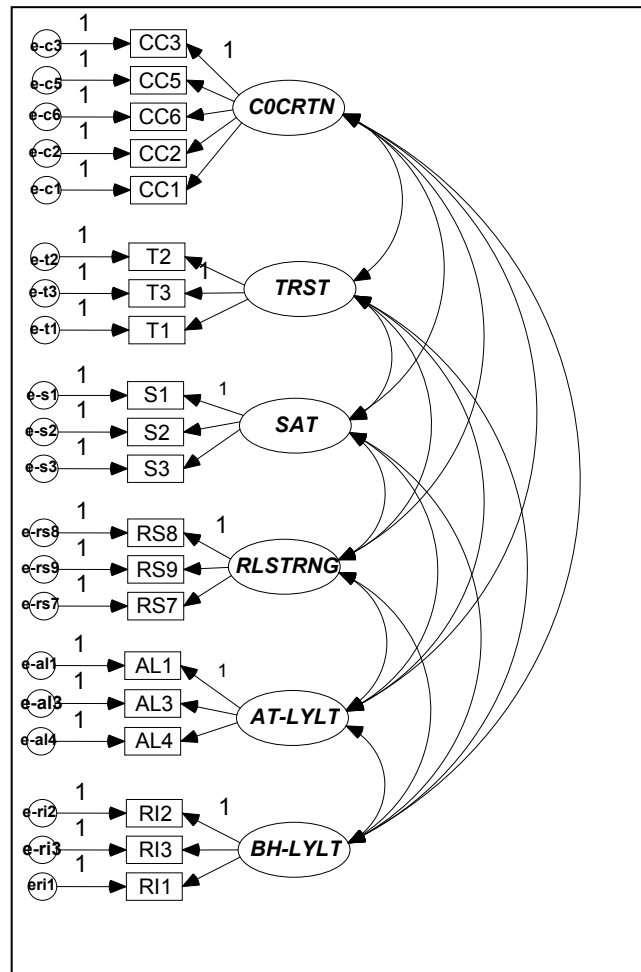 1
e-c3 CC3 1
1
e-c5 CC5
1
e-c6 CC6 C0CRTN
1
e-c2 CC2
1
e-c1 CC1
1
e-t2 T2
1 1
e-t3 T3 TRST
1
e-t1 T1
1
e-s1 S1 1
1
e-s2 S2 SAT
1
e-s3 S3
1
e-rs8 RS8 1
1
e-rs9 RS9 RLSTRNG
1
e-rs7 RS7
1
e-al1 AL1 1
1
e-al3 AL3 AT-LYLT
1
e-al4 AL4
1
e-ri2 RI2 1
1
e-ri3 RI3 BH-LYLT
1
eri1 RI1